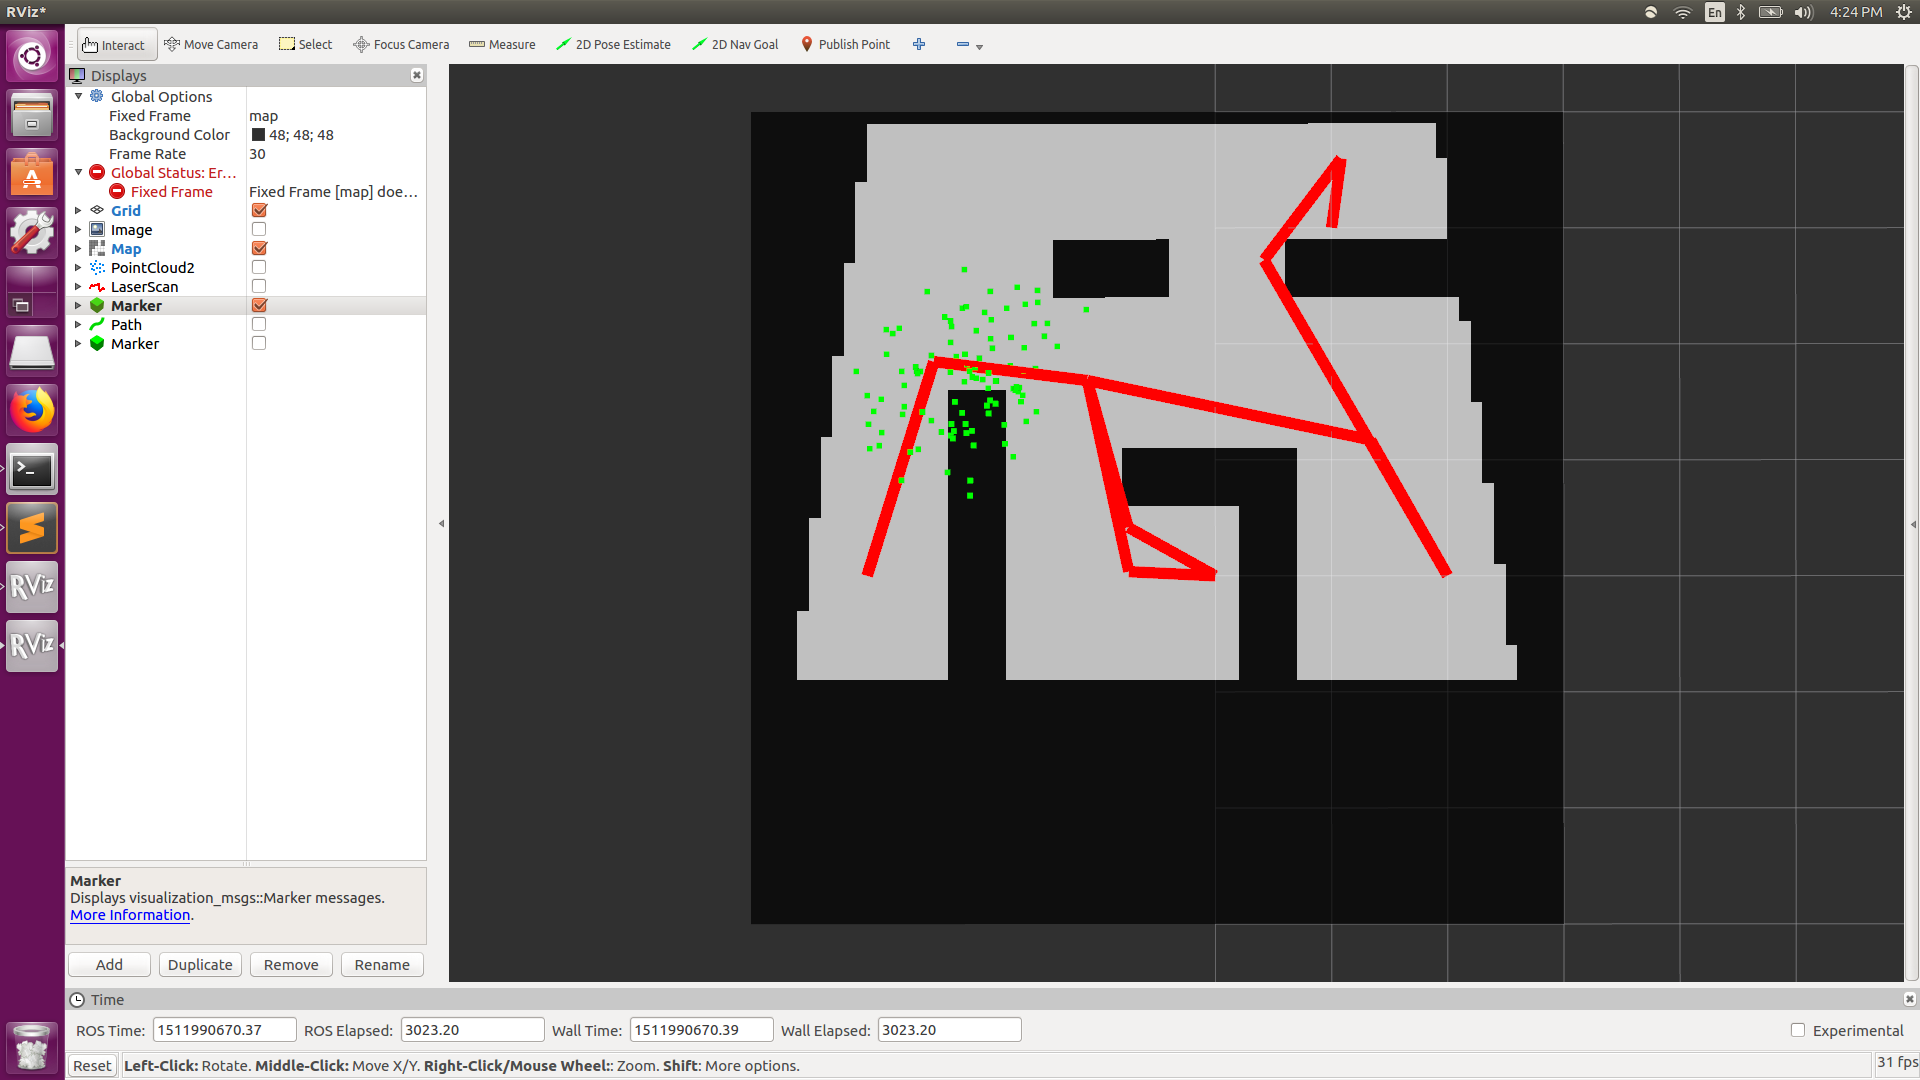 RViz*
En
4:24 PM
Interact Move Camera Select Focus Camera Measure 2D Pose Estimate 2D Nav Goal Publish Point
Displays
Global Options
Fixed Frame map
Background Color 48; 48; 48
Frame Rate 30
Global Status: Er...
Fixed Frame Fixed Frame [map] doe...
Grid
Image
Map
PointCloud2
LaserScan
Marker
Path
Marker
RViz
RViz
Marker
Displays visualization_msgs::Marker messages.
More Information.
Add Duplicate Remove Rename
Time
ROS Time: 1511990670.37 ROS Elapsed: 3023.20 Wall Time: 1511990670.39 Wall Elapsed: 3023.20 Experimental
Reset Left-Click: Rotate. Middle-Click: Move X/Y. Right-Click/Mouse Wheel:: Zoom. Shift: More options. 31 fps